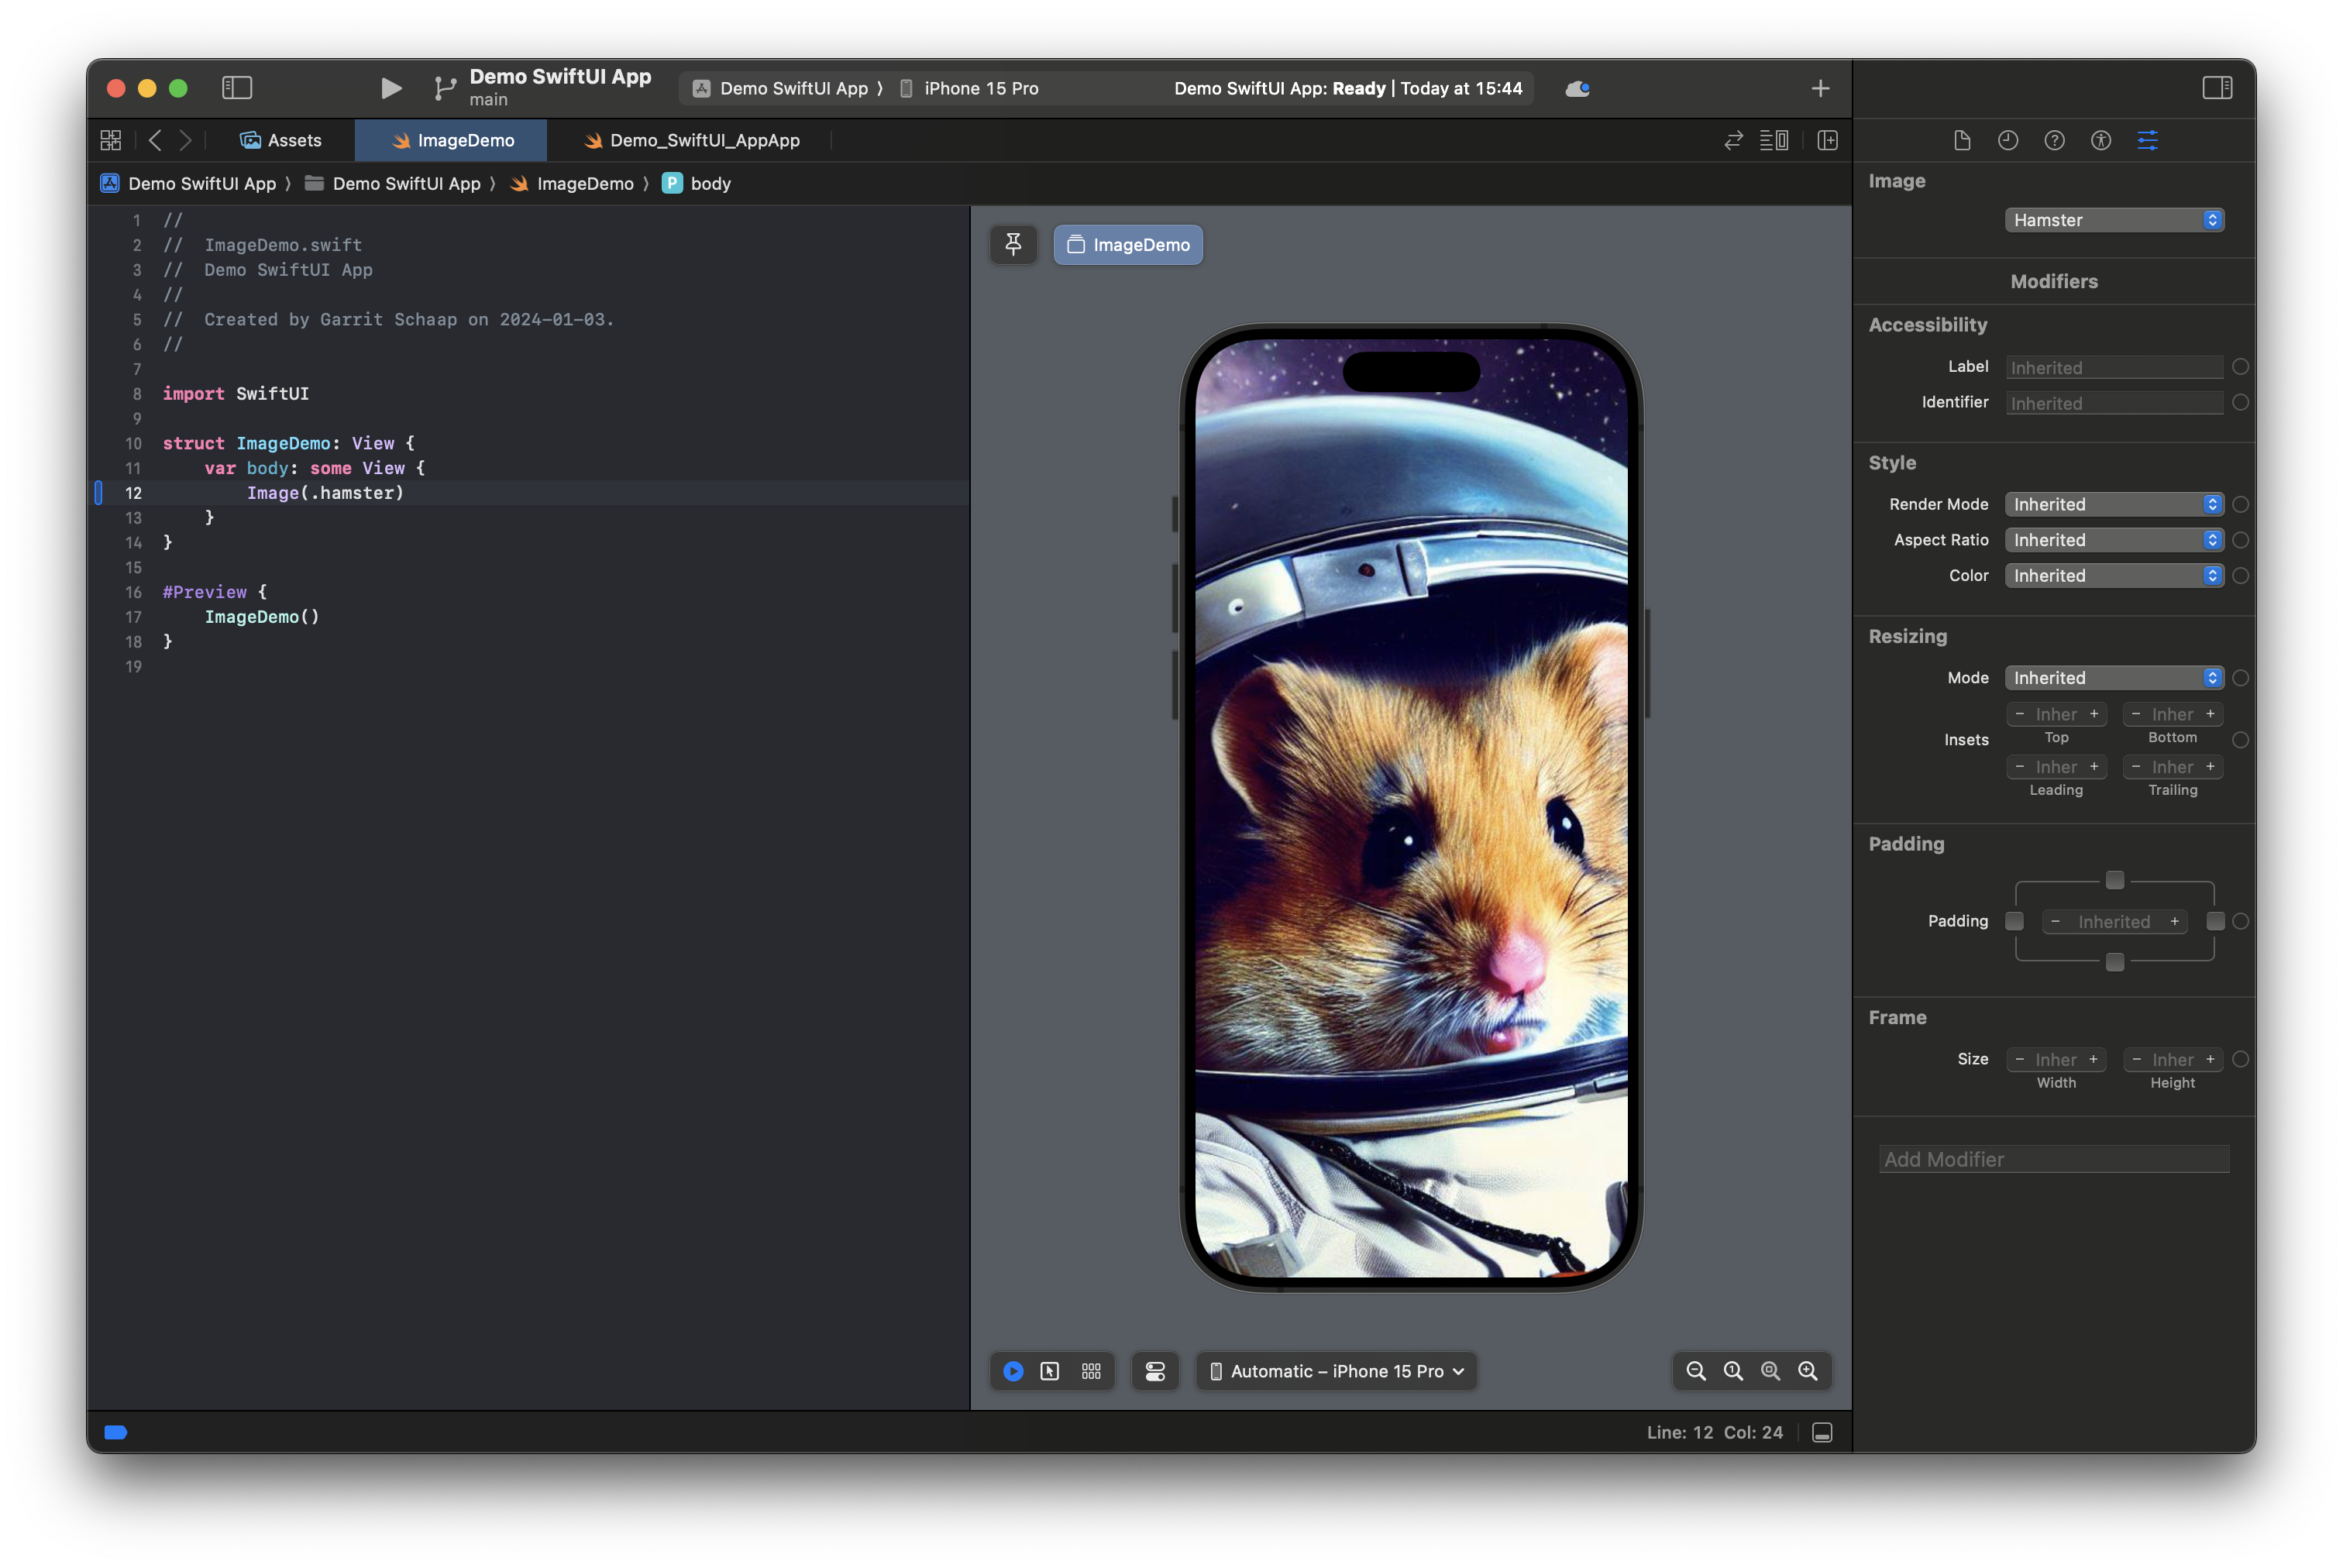 Demo SwiftUI App
main
Demo SwiftUI App 〉 iPhone 15 Pro
Demo SwiftUI App: Ready | Today at 15:44
Assets
ImageDemo
Demo_SwiftUI_AppApp
Demo SwiftUI App 〉 Demo SwiftUI App 〉 ImageDemo 〉 P body
1 //
2 //  ImageDemo.swift
3 //  Demo SwiftUI App
4 //
5 //  Created by Garrit Schaap on 2024-01-03.
6 //
7
8 import SwiftUI
9
10 struct ImageDemo: View {
11     var body: some View {
12         Image(.hamster)
13     }
14 }
15
16 #Preview {
17     ImageDemo()
18 }
19
ImageDemo
Automatic – iPhone 15 Pro
Line: 12 Col: 24
Image
Hamster
Modifiers
Accessibility
Label Inherited
Identifier Inherited
Style
Render Mode Inherited
Aspect Ratio Inherited
Color Inherited
Resizing
Mode Inherited
Insets
− Inher + − Inher +
Top Bottom
− Inher + − Inher +
Leading Trailing
Padding
Padding − Inherited +
Frame
Size − Inher + − Inher +
Width Height
Add Modifier